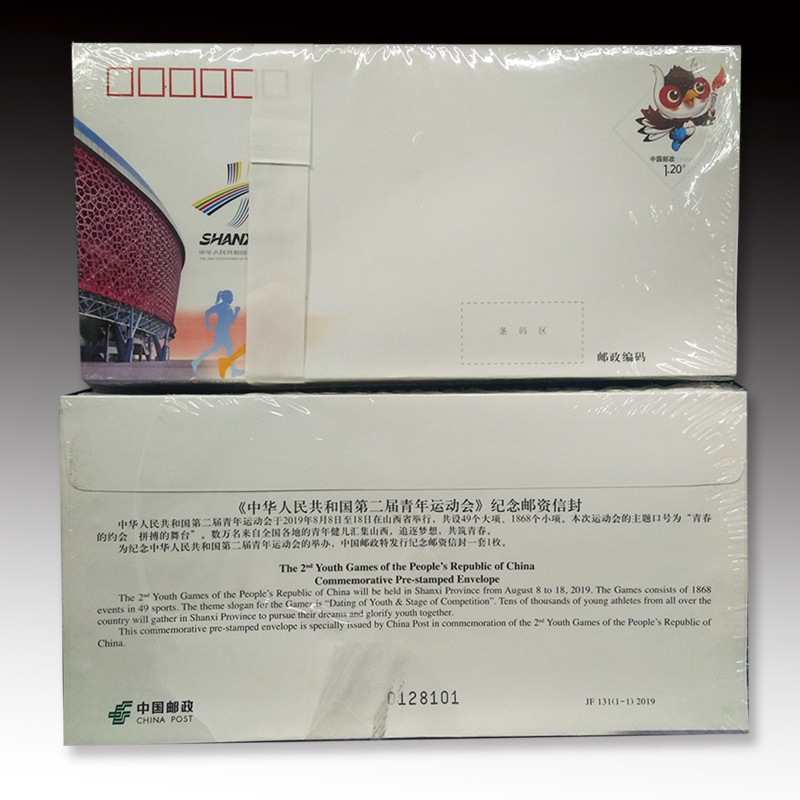 中国邮政
1.20
SHANX
中华人民共和国
条码区
邮政编码
《中华人民共和国第二届青年运动会》纪念邮资信封
中华人民共和国第二届青年运动会于2019年8月8日至18日在山西省举行，共设49个大项、1868个小项。本次运动会的主题口号为“青春
的约会 拼搏的舞台”。数万名来自全国各地的青年健儿汇集山西，追逐梦想，共筑青春。
为纪念中华人民共和国第二届青年运动会的举办，中国邮政特发行纪念邮资信封一套1枚。
The 2nd Youth Games of the People's Republic of China
Commemorative Pre-stamped Envelope
The 2nd Youth Games of the People's Republic of China will be held in Shanxi Province from August 8 to 18, 2019. The Games consists of 1868
events in 49 sports. The theme slogan for the Games is “Dating of Youth & Stage of Competition”. Tens of thousands of young athletes from all over the
country will gather in Shanxi Province to pursue their dreams and glorify youth together.
This commemorative pre-stamped envelope is specially issued by China Post in commemoration of the 2nd Youth Games of the People's Republic of
China.
中国邮政
CHINA POST
0128101
JF 131(1-1) 2019